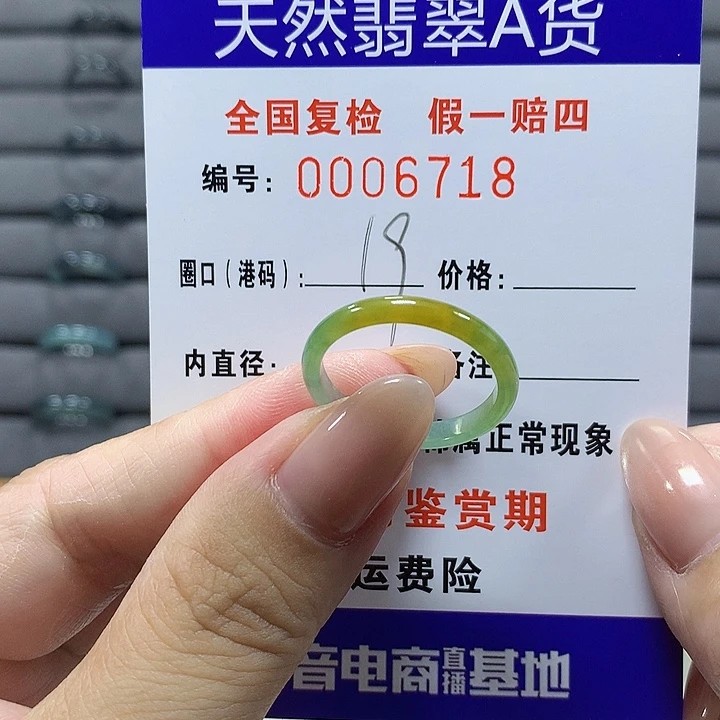 天然翡翠A货
全国复检 假一赔四
编号: 0006718
圈口(港码): 19 价格:
内直径: 备注
属正常现象
鉴赏期
运费险
音电商直播基地